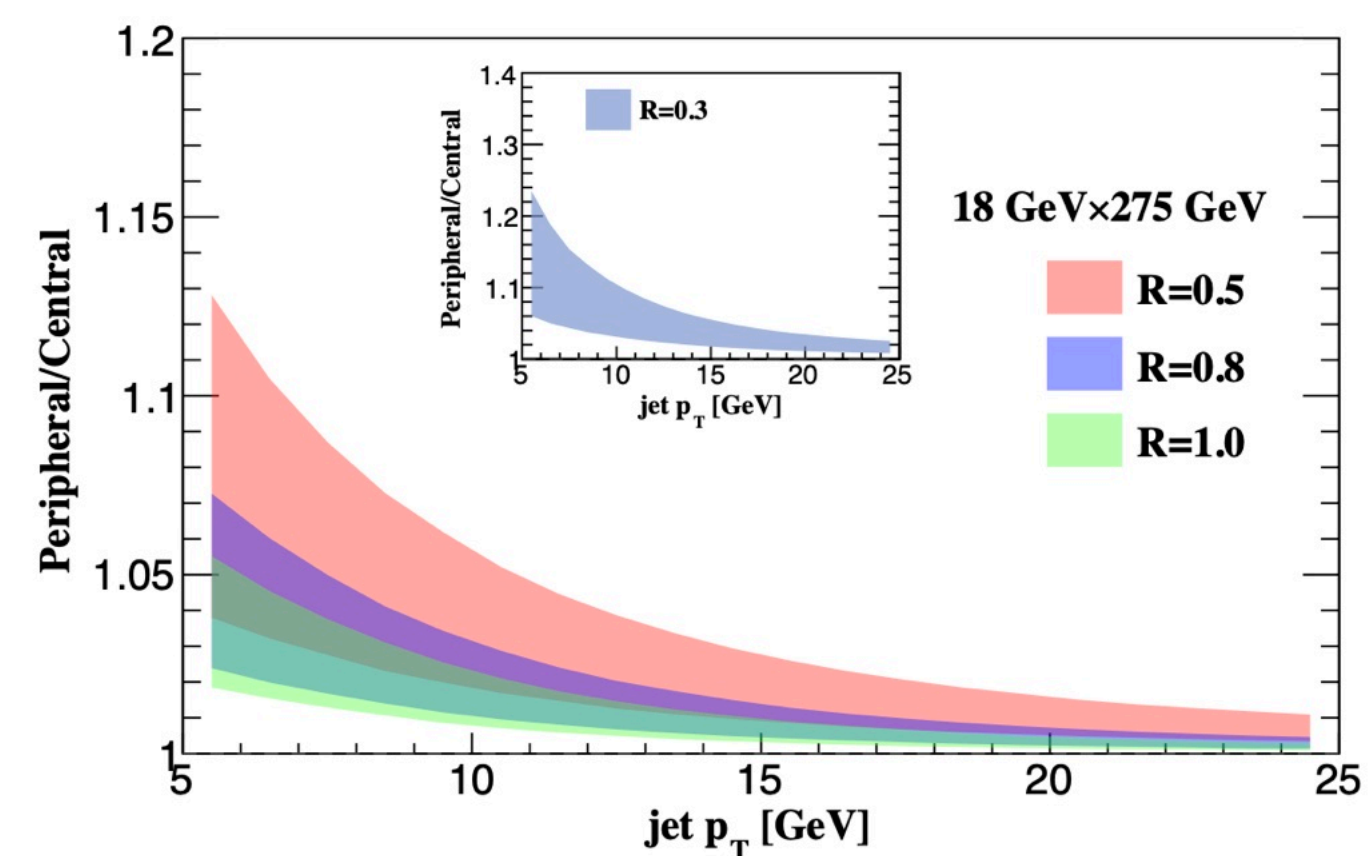 1.2
1.15
1.1
1.05
1
Peripheral/Central
5
10
15
20
25
jet p_T [GeV]
1.4
1.3
1.2
1.1
1
Peripheral/Central
R=0.3
5
10
15
20
25
jet p_T [GeV]
18 GeV×275 GeV
R=0.5
R=0.8
R=1.0